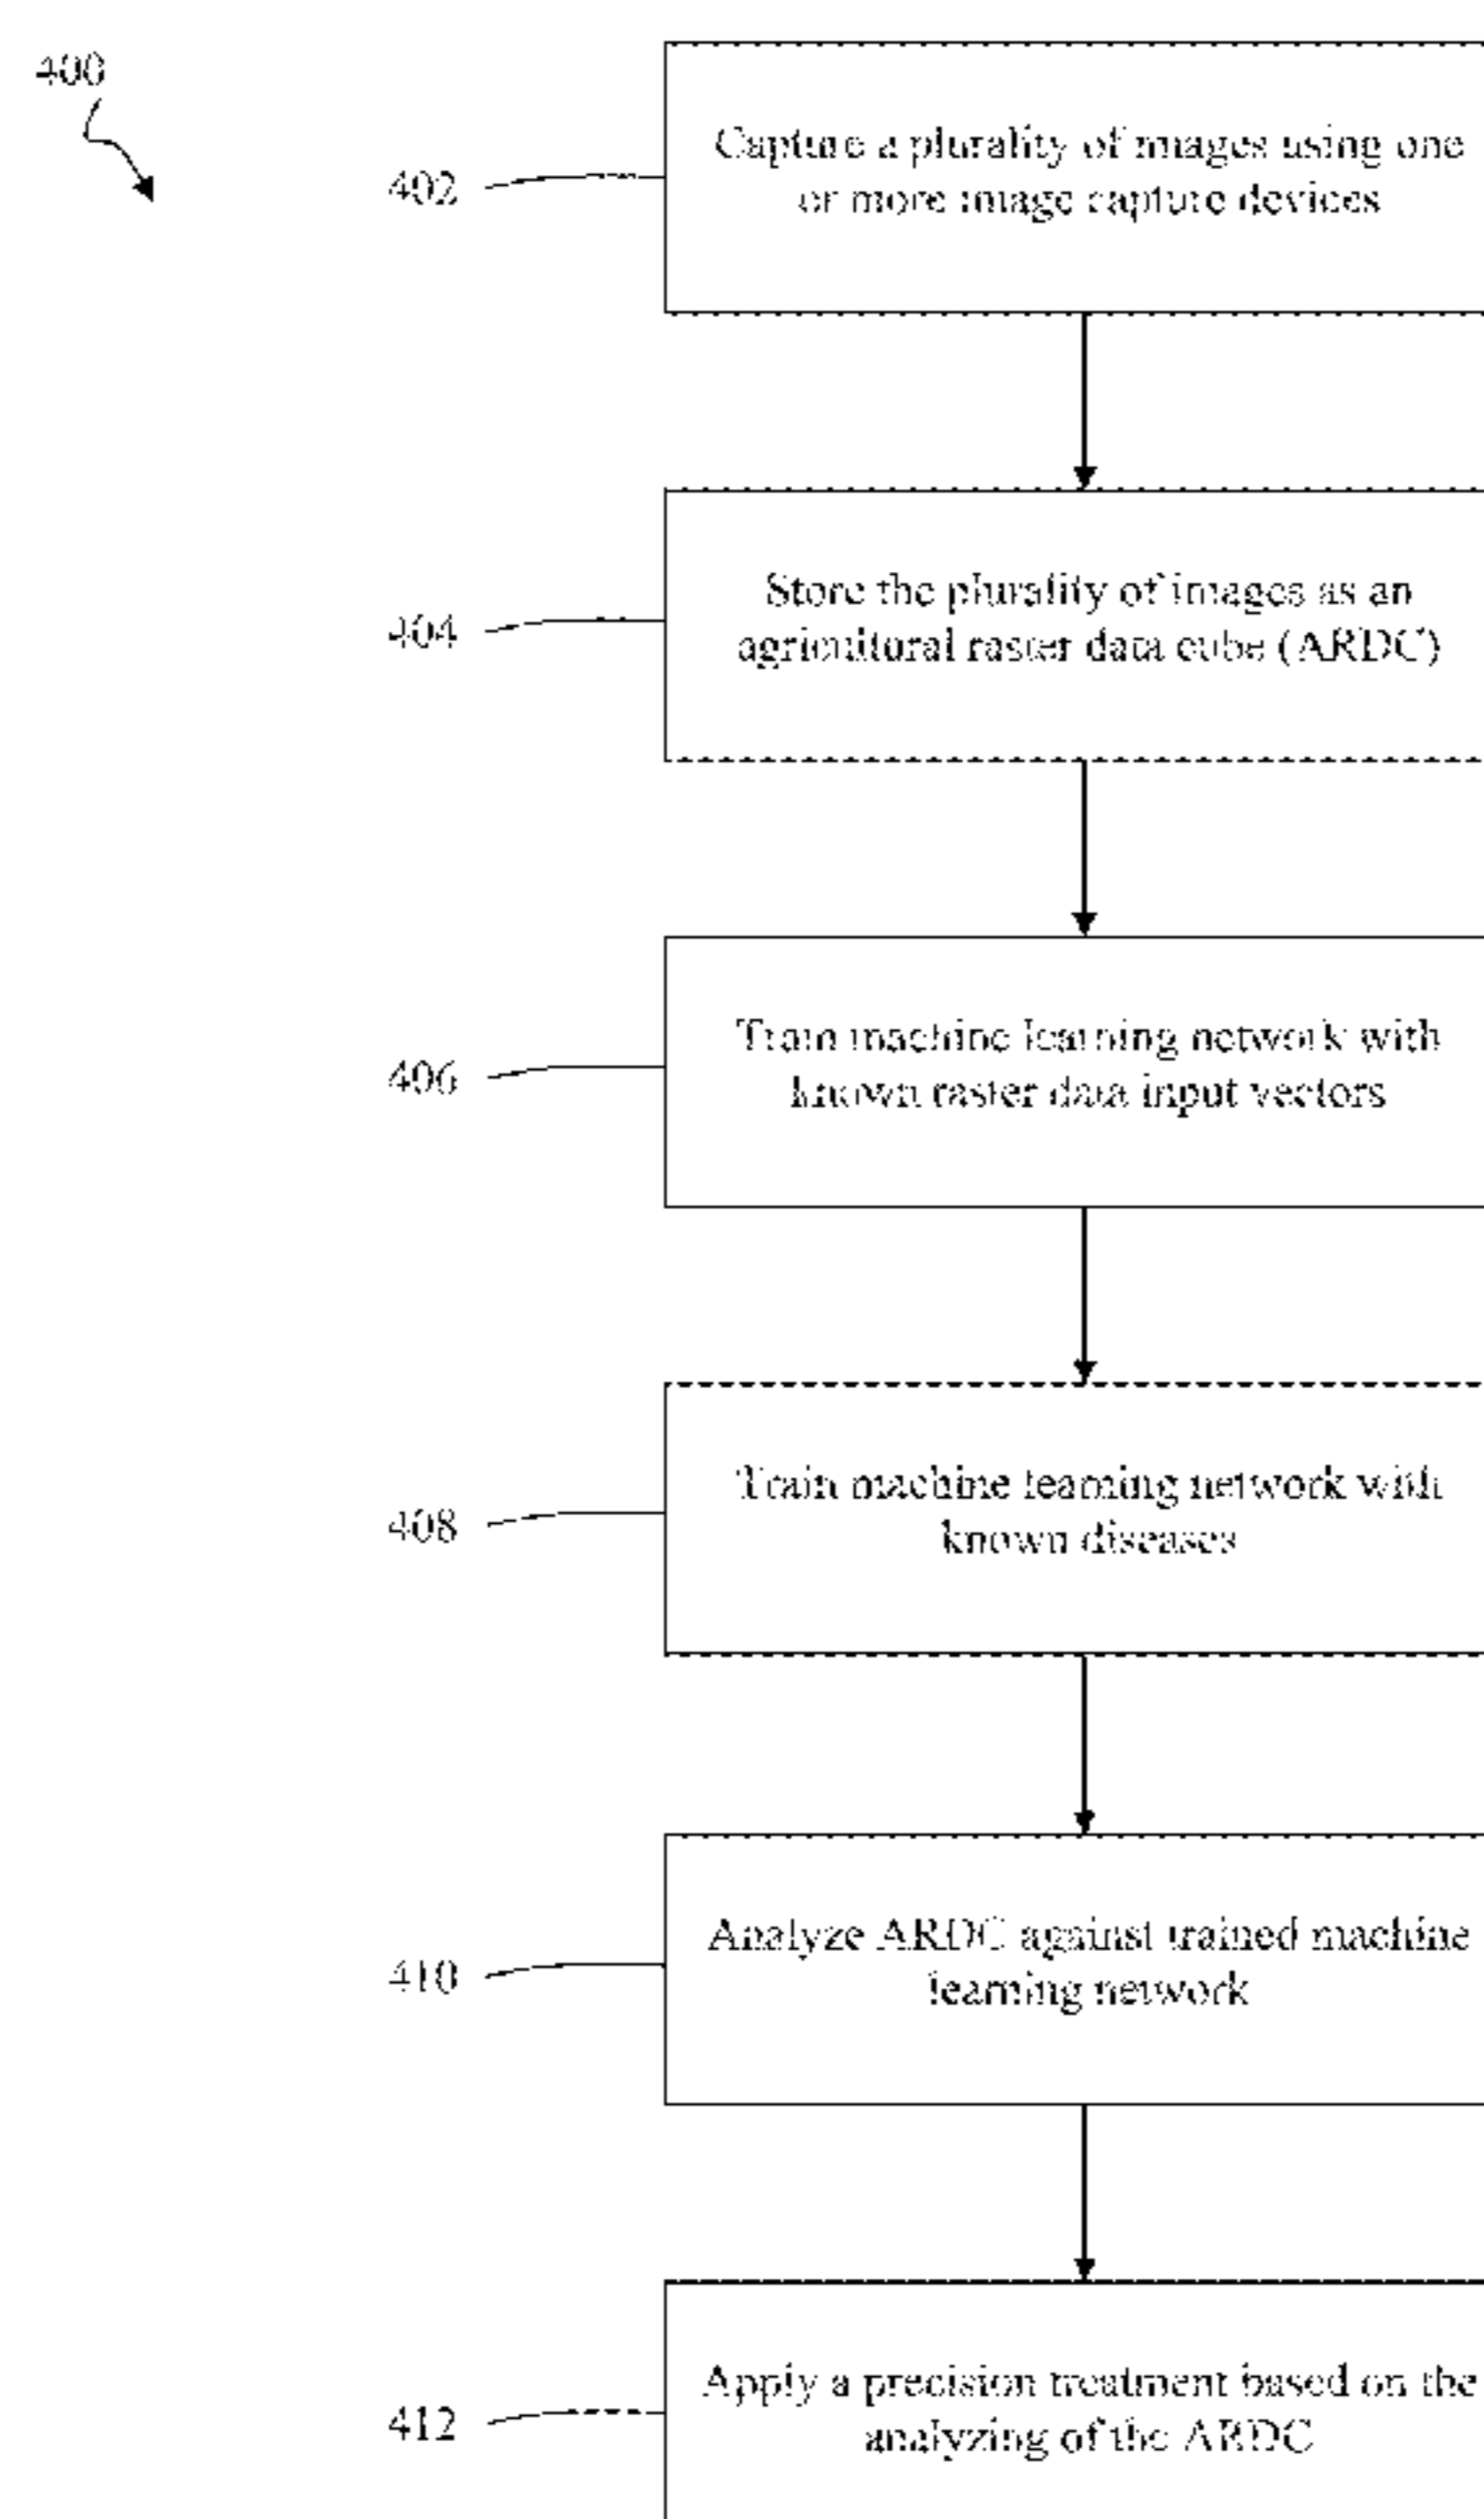 400
402
Capture a plurality of images using one
or more image capture devices
404
Store the plurality of images as an
agricultural raster data cube (ARDC)
406
Train machine learning network with
known raster data input vectors
408
Train machine learning network with
known diseases
410
Analyze ARDC against trained machine
learning network
412
Apply a precision treatment based on the
analyzing of the ARDC